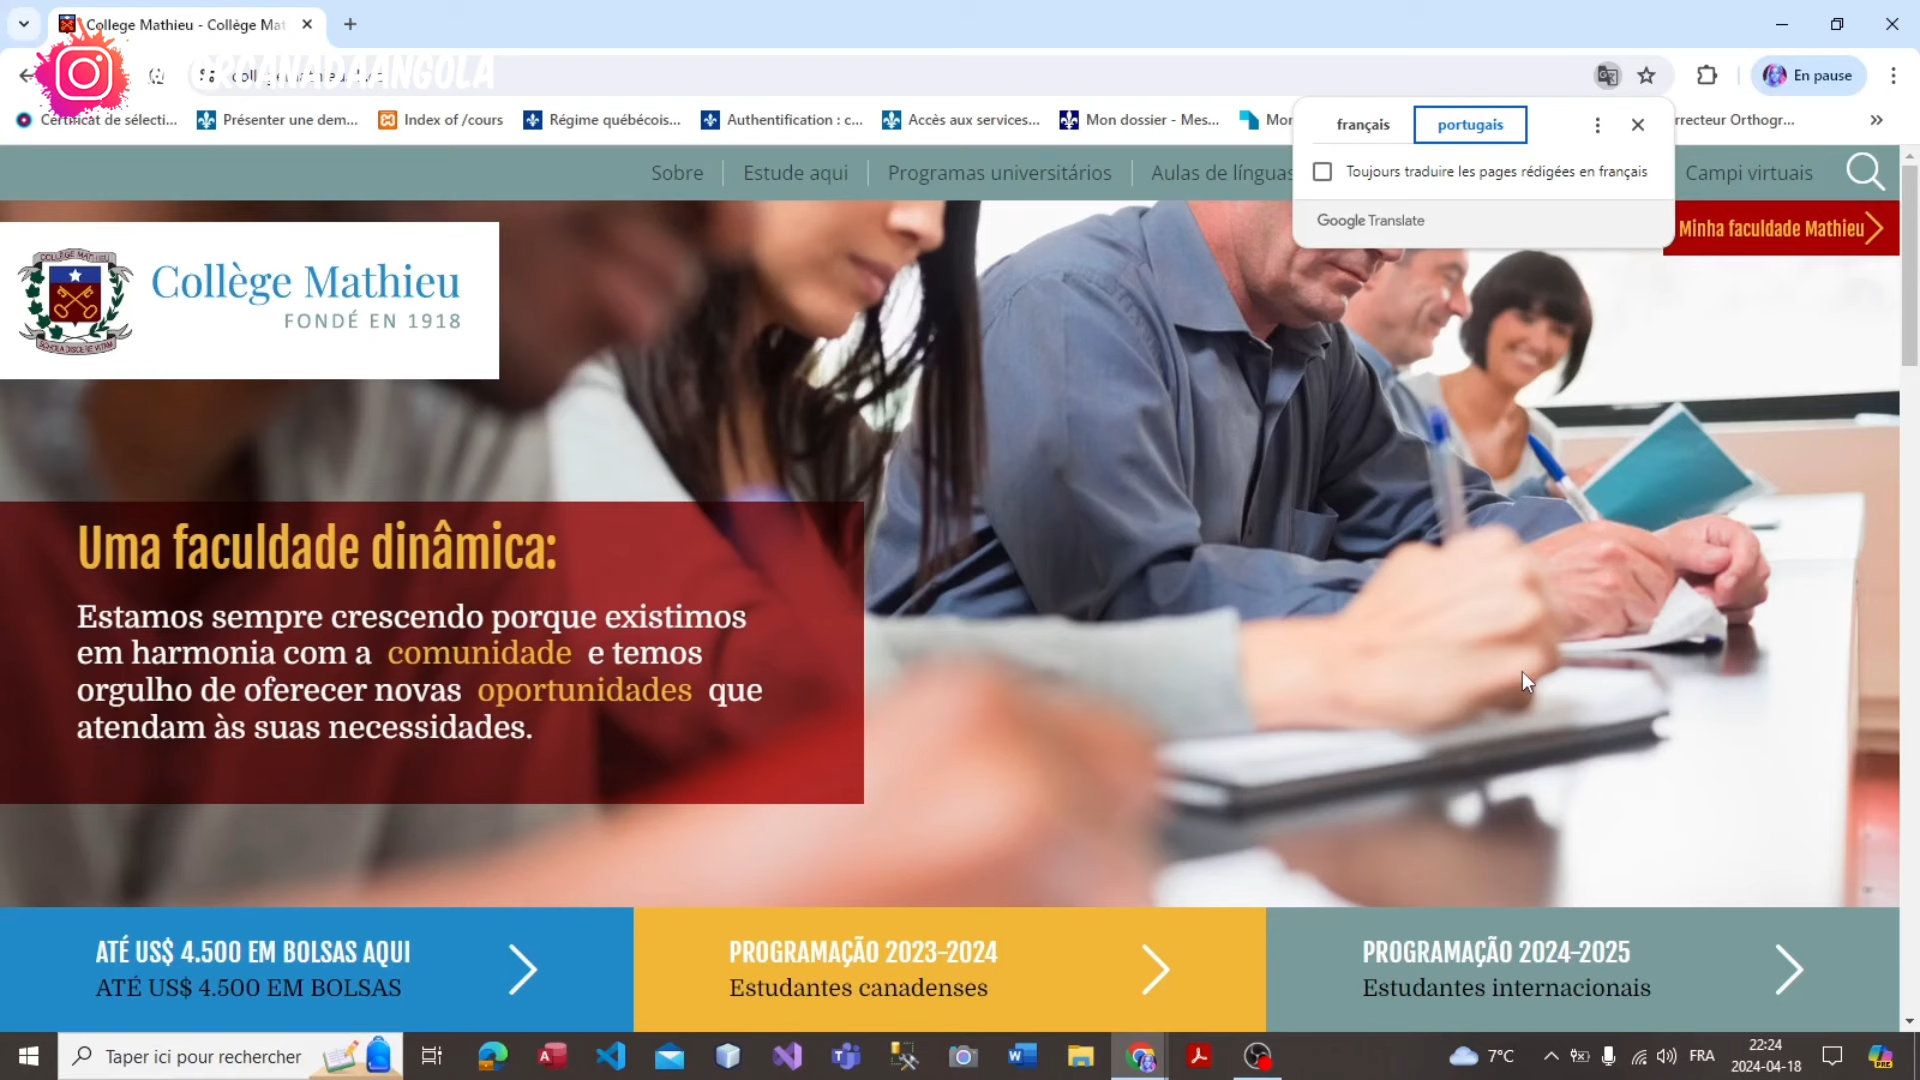 College Mathieu - Collège Mat
RCANADAANGOLA
En pause
Certificat de sélecti...
Présenter une dem...
Index of /cours
Régime québécois...
Authentification : c...
Accès aux services...
Mon dossier - Mes...
Mor
rrecteur Orthogr...
français
portugais
Toujours traduire les pages rédigées en français
Google Translate
Sobre
Estude aqui
Programas universitários
Aulas de línguas
Campi virtuais
Minha faculdade Mathieu
COLLÈGE MATHIEU
Collège Mathieu
FONDÉ EN 1918
Uma faculdade dinâmica:
Estamos sempre crescendo porque existimos
em harmonia com a comunidade e temos
orgulho de oferecer novas oportunidades que
atendam às suas necessidades.
ATÉ US$ 4.500 EM BOLSAS AQUI
ATÉ US$ 4.500 EM BOLSAS
PROGRAMAÇÃO 2023-2024
Estudantes canadenses
PROGRAMAÇÃO 2024-2025
Estudantes internacionais
Taper ici pour rechercher
7°C
FRA
22:24
2024-04-18